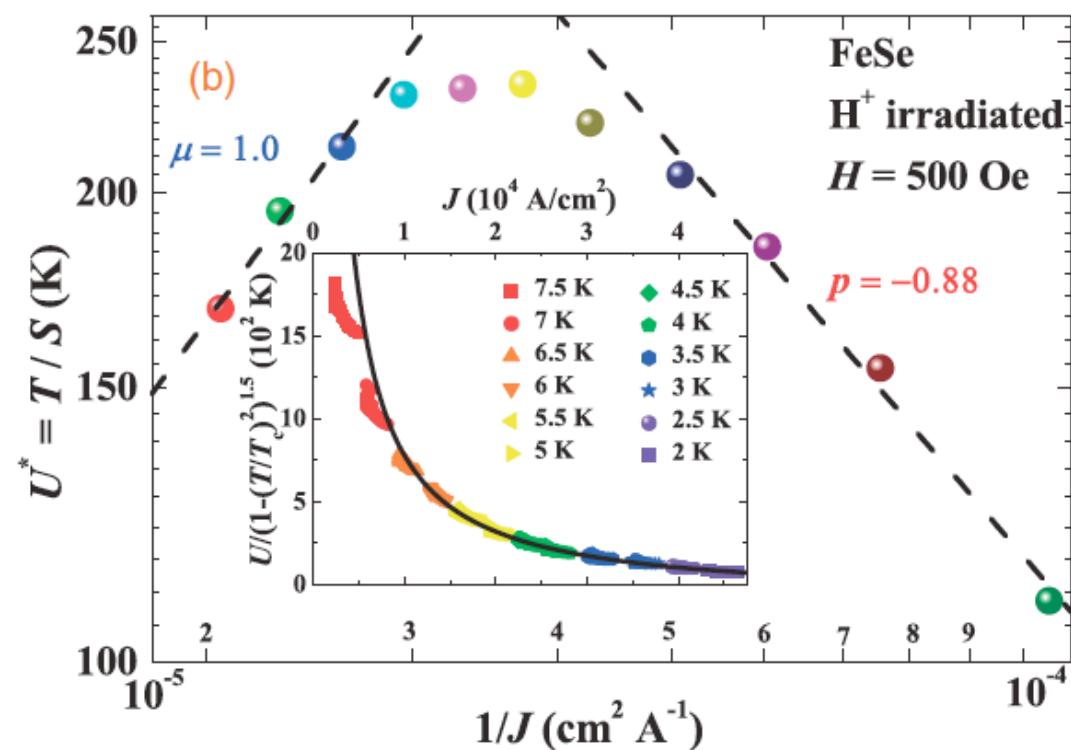 250
200
150
100
U* = T / S (K)
(b)
μ = 1.0
FeSe
H⁺ irradiated
H = 500 Oe
p = −0.88
J (10⁴ A/cm²)
0 1 2 3 4
20
15
10
5
0
U/(1-(T/Tc)²)¹·⁵ (10² K)
7.5 K
7 K
6.5 K
6 K
5.5 K
5 K
4.5 K
4 K
3.5 K
3 K
2.5 K
2 K
2 3 4 5 6 7 8 9
10⁻⁵ 10⁻⁴
1/J (cm² A⁻¹)